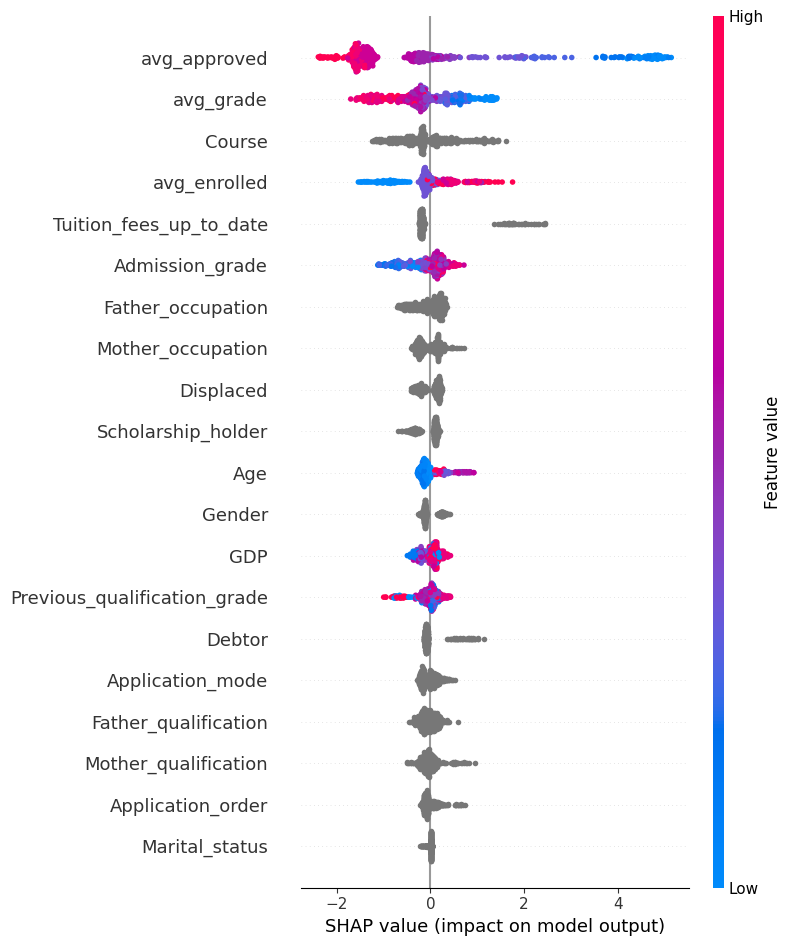 High
avg_approved
avg_grade
Course
avg_enrolled
Tuition_fees_up_to_date
Admission_grade
Father_occupation
Mother_occupation
Displaced
Scholarship_holder
Age
Gender
GDP
Previous_qualification_grade
Debtor
Application_mode
Father_qualification
Mother_qualification
Application_order
Marital_status
Feature value
Low
−2 0 2 4
SHAP value (impact on model output)